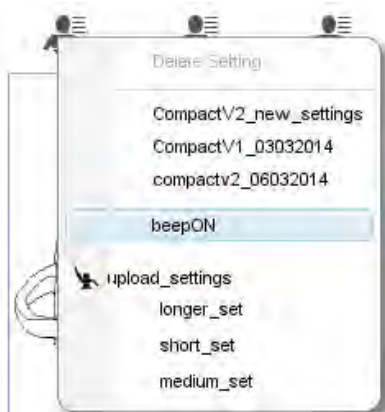 Delete Setting
CompactV2_new_settings
CompactV1_03032014
compactv2_06032014
beepON
upload_settings
longer_set
short_set
medium_set